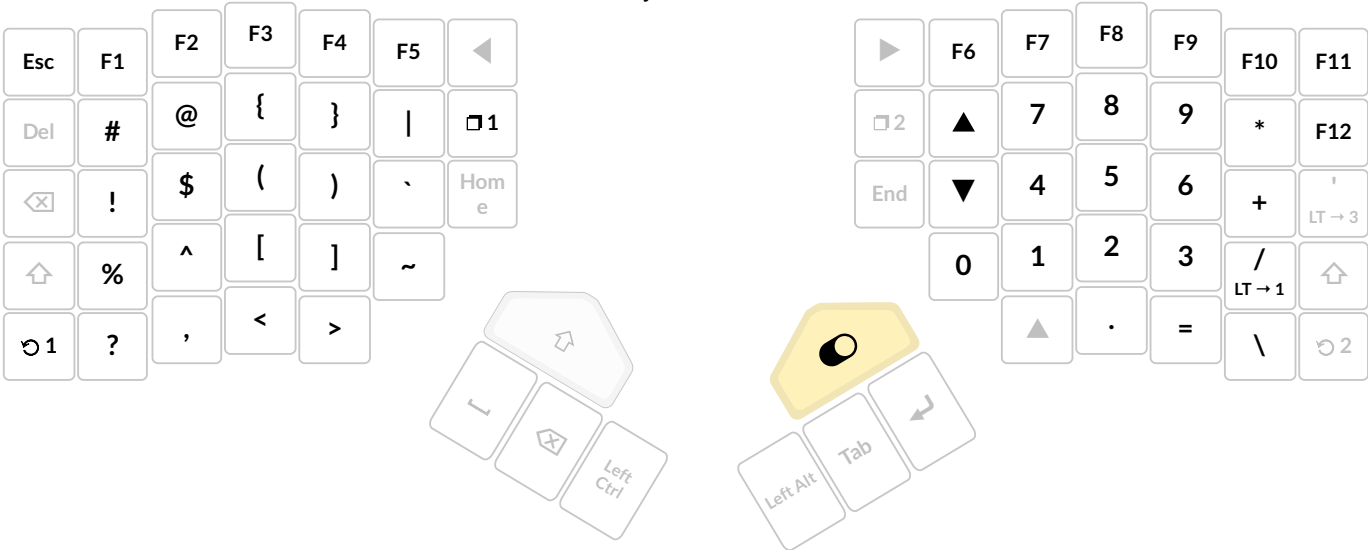 Esc F1 F2 F3 F4 F5 ◀ ▶ F6 F7 F8 F9 F10 F11
Del # @ { } | 1 2 ▲ 7 8 9 * F12
! $ ( ) ` Hom
e
End ▼ 4 5 6 + '
LT → 3
% ^ [ ] ~ 0 1 2 3 /
LT → 1
1 ? , < > ▲ . = \ 2
Left
Ctrl
Left Alt
Tab